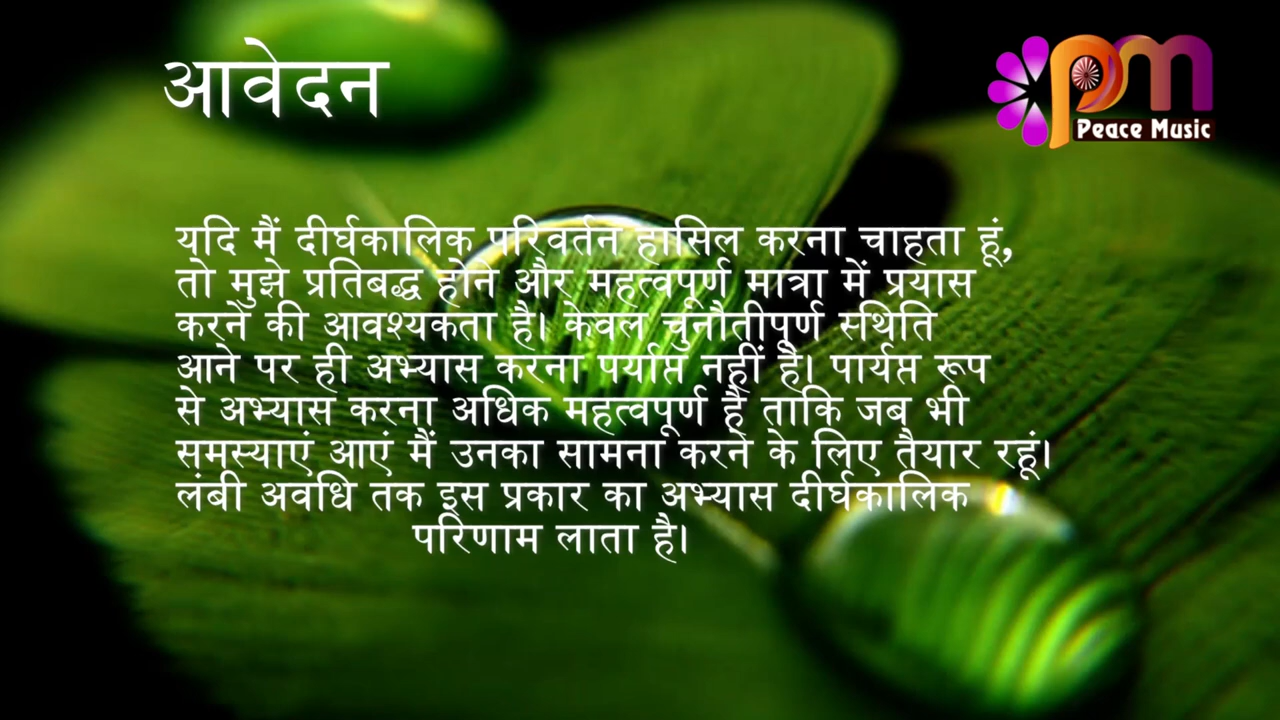 आवेदन
pm
Peace Music
यदि मैं दीर्घकालिक परिवर्तन हासिल करना चाहता हूं,
तो मुझे प्रतिबद्ध होने और महत्वपूर्ण मात्रा में प्रयास
करने की आवश्यकता है। केवल चुनौतीपूर्ण स्थिति
आने पर ही अभ्यास करना पर्याप्त नहीं है। पार्यप्त रूप
से अभ्यास करना अधिक महत्वपूर्ण है ताकि जब भी
समस्याएं आएं मैं उनका सामना करने के लिए तैयार रहूं।
लंबी अवधि तक इस प्रकार का अभ्यास दीर्घकालिक
परिणाम लाता है।